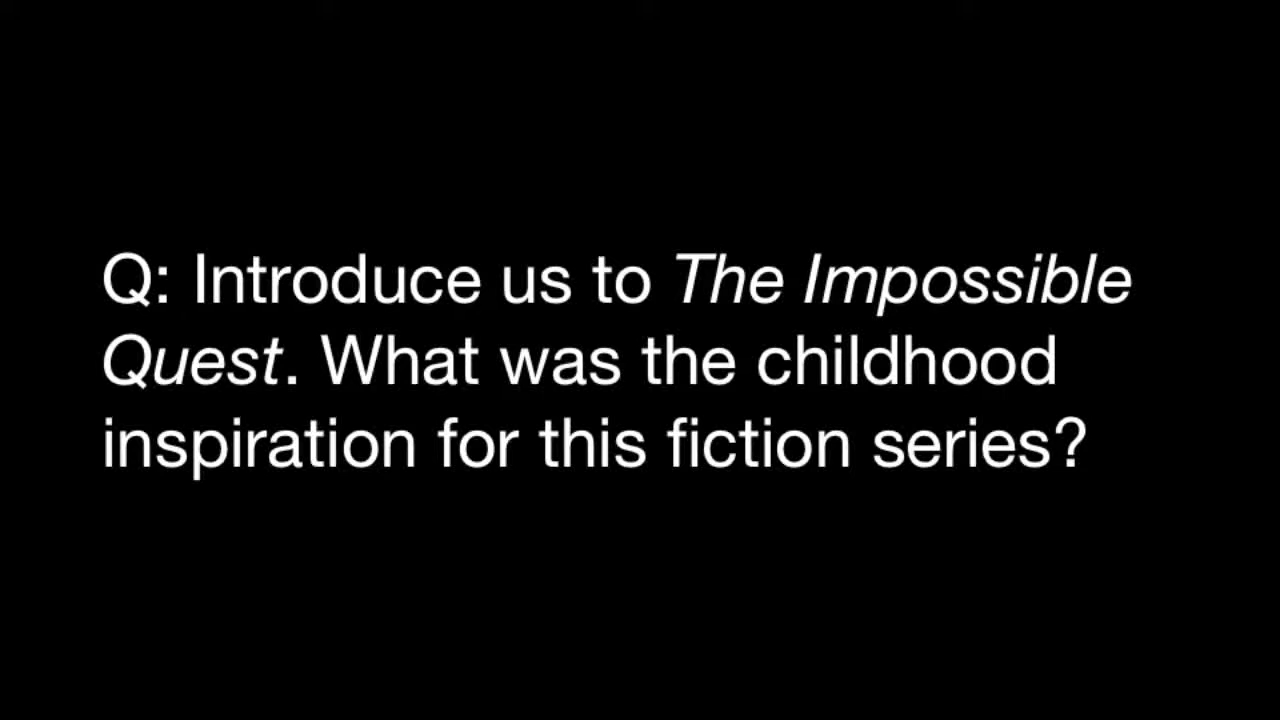 Q: Introduce us to The Impossible
Quest. What was the childhood
inspiration for this fiction series?